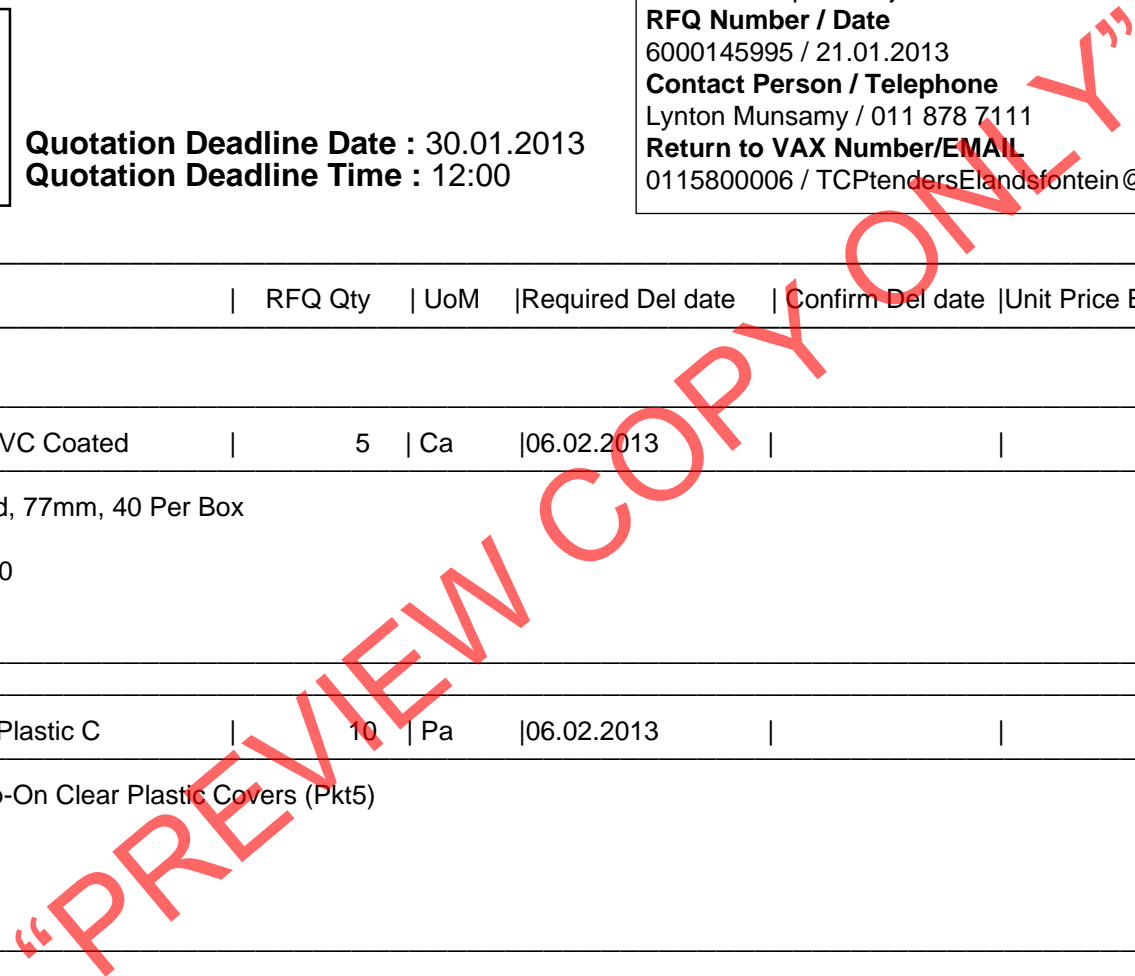 RFQ Number / Date
6000145995 / 21.01.2013
Contact Person / Telephone
Lynton Munsamy / 011 878 7111
Return to VAX Number/EMAIL
0115800006 / TCPtendersElandsfontein@
Quotation Deadline Date : 30.01.2013
Quotation Deadline Time : 12:00
| RFQ Qty | UoM |Required Del date | Confirm Del date |Unit Price E
VC Coated | 5 | Ca |06.02.2013 | |
d, 77mm, 40 Per Box
0
Plastic C | 10 | Pa |06.02.2013 | |
-On Clear Plastic Covers (Pkt5)
“PREVIEW COPY ONLY”